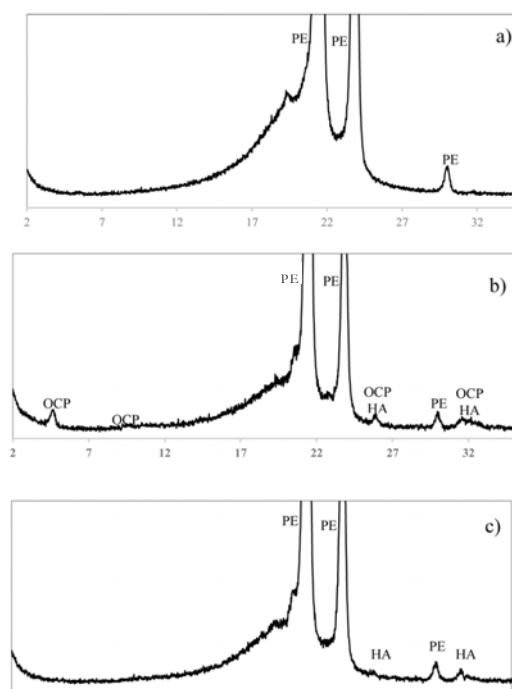 PE PE a)
PE
2 7 12 17 22 27 32
PE PE b)
OCP OCP OCP
OCP HA PE HA
2 7 12 17 22 27 32
PE PE c)
HA PE HA